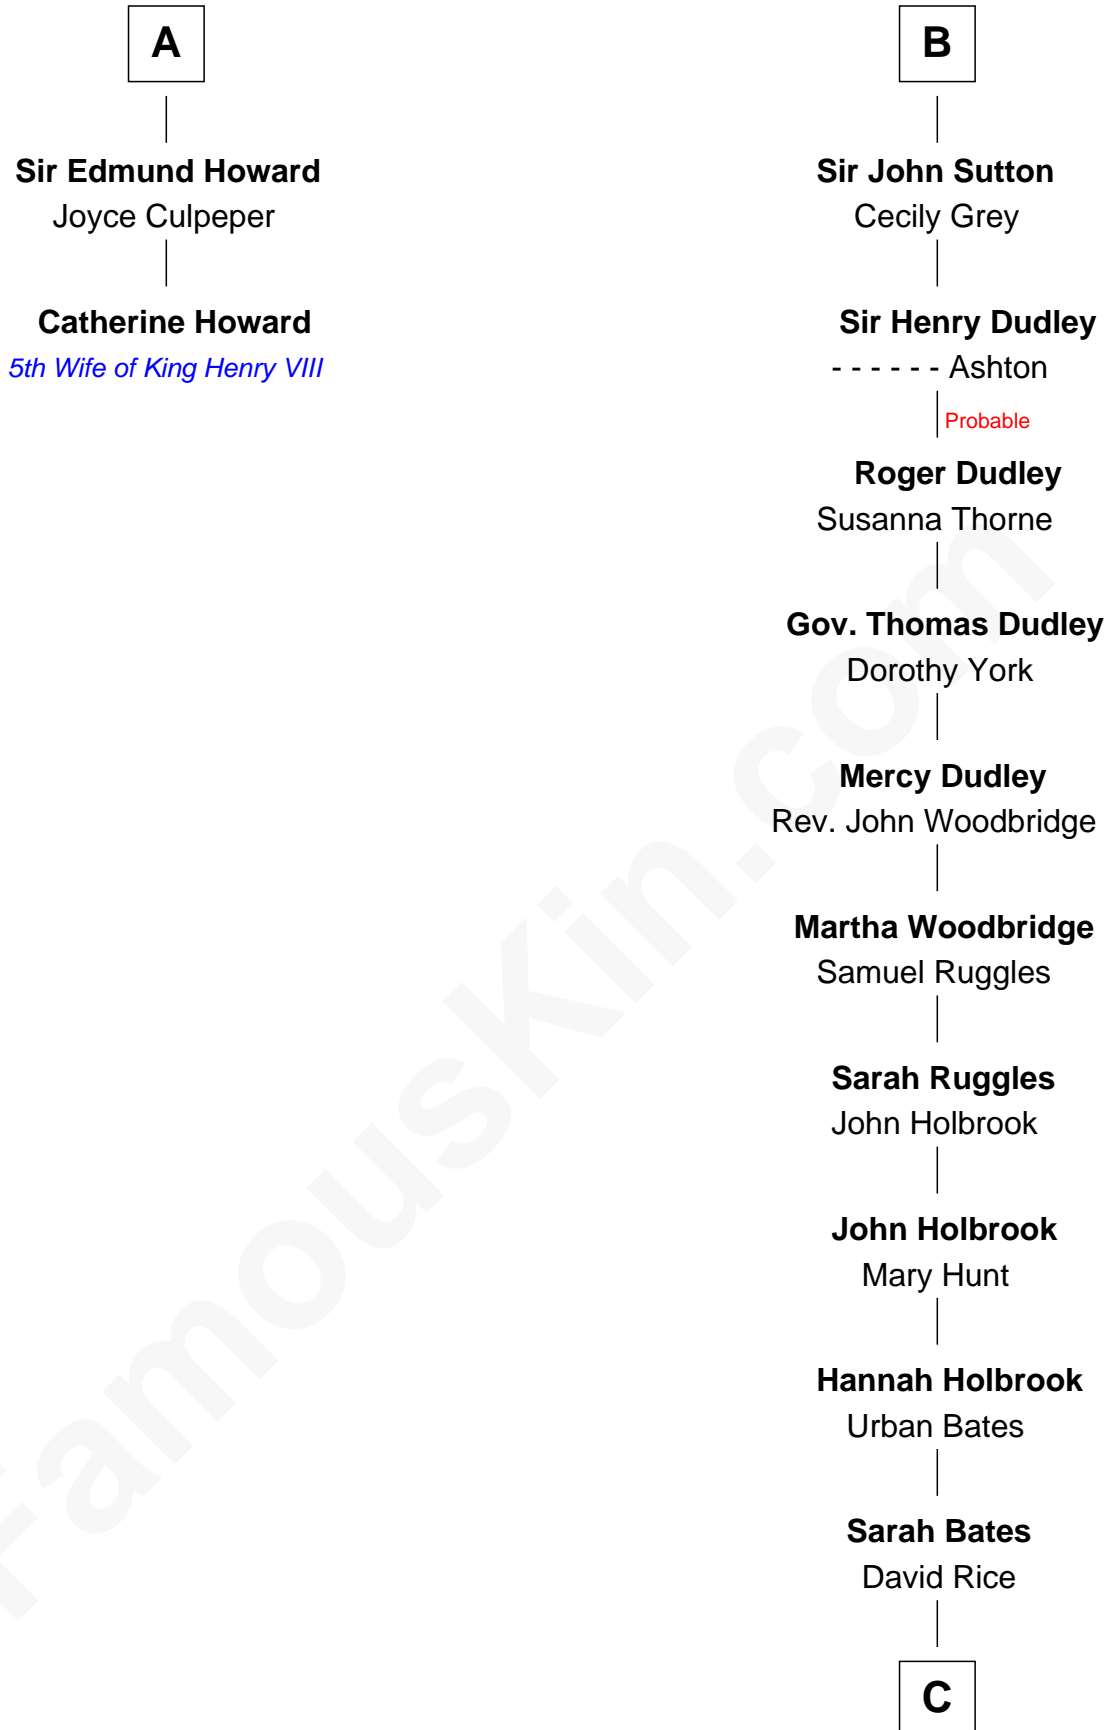 A
Sir Edmund Howard
Joyce Culpeper
Catherine Howard
5th Wife of King Henry VIII
B
Sir John Sutton
Cecily Grey
Sir Henry Dudley
- - - - - - Ashton
Probable
Roger Dudley
Susanna Thorne
Gov. Thomas Dudley
Dorothy York
Mercy Dudley
Rev. John Woodbridge
Martha Woodbridge
Samuel Ruggles
Sarah Ruggles
John Holbrook
John Holbrook
Mary Hunt
Hannah Holbrook
Urban Bates
Sarah Bates
David Rice
C
FamousKin.com